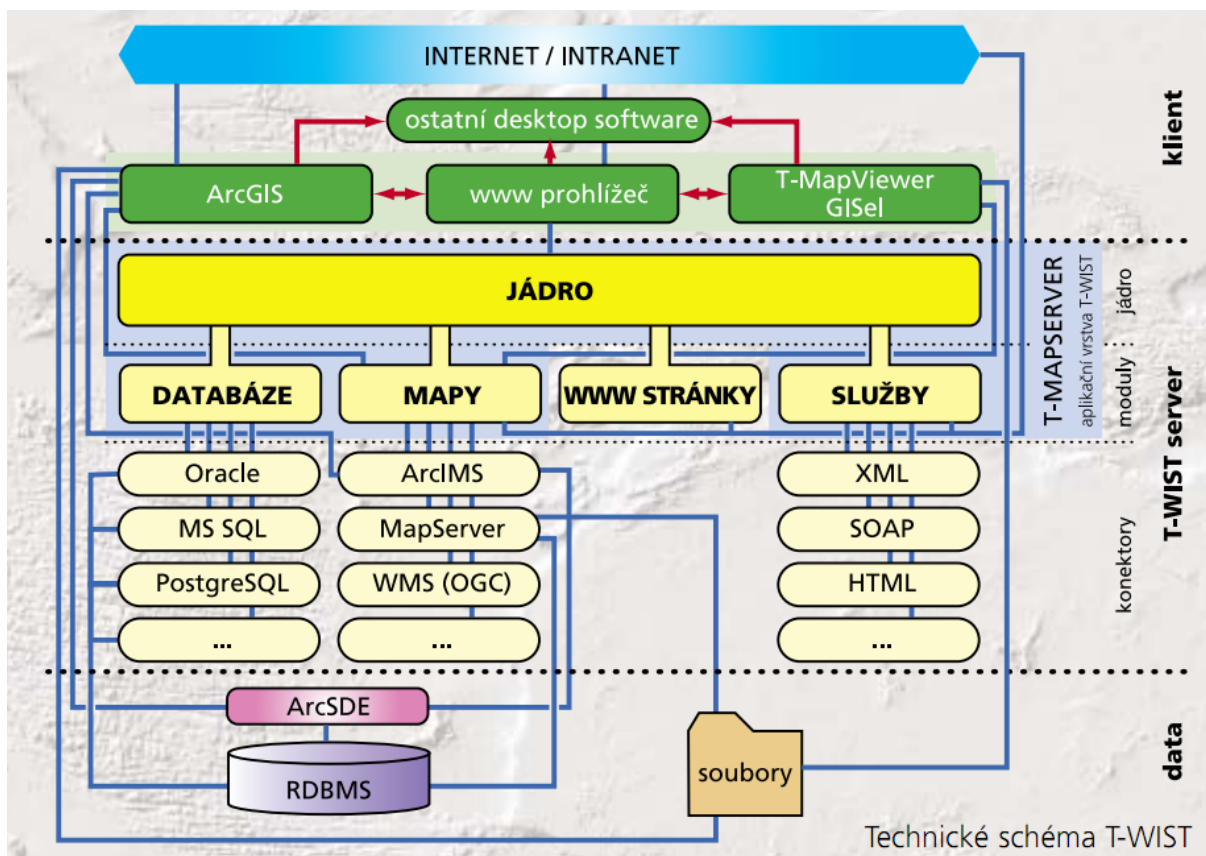 INTERNET / INTRANET
ostatní desktop software
ArcGIS
www prohlížeč
T-MapViewer
GISel
klient
JÁDRO
T-MAPSERVER
aplikační vrstva T-WIST
jádro
DATABÁZE
MAPY
WWW STRÁNKY
SLUŽBY
moduly
T-WIST server
Oracle
ArcIMS
XML
MS SQL
MapServer
SOAP
PostgreSQL
WMS (OGC)
HTML
...
...
...
konektory
ArcSDE
RDBMS
soubory
data
Technické schéma T-WIST